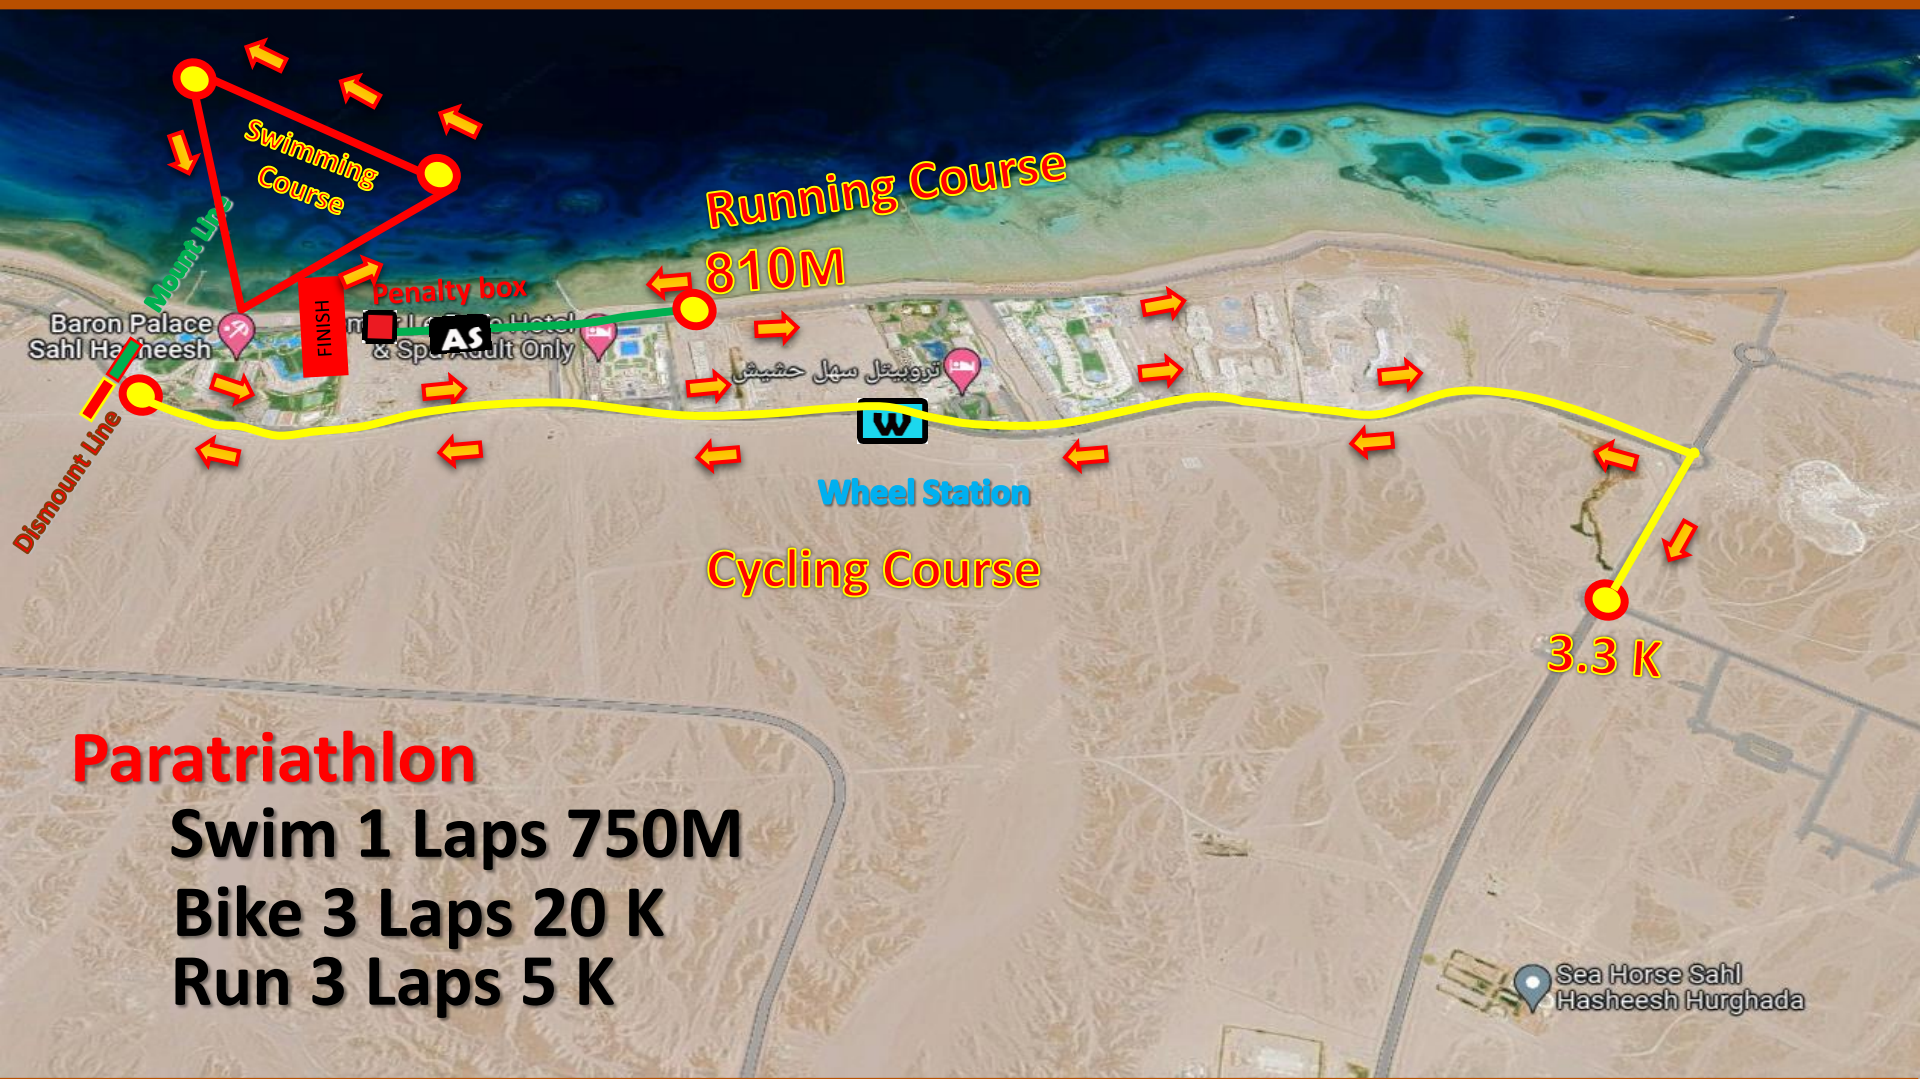 Swimming
Course
Mount Line
Running Course
810M
Penalty box
FINISH
Baron Palace
Sahl Hasheesh
Hotel
& Spa Adult Only
AS
تروبيتل سهل حشيش
W
Wheel Station
Dismount Line
Cycling Course
3.3 K
Paratriathlon
Swim 1 Laps 750M
Bike 3 Laps 20 K
Run 3 Laps 5 K
Sea Horse Sahl
Hasheesh Hurghada